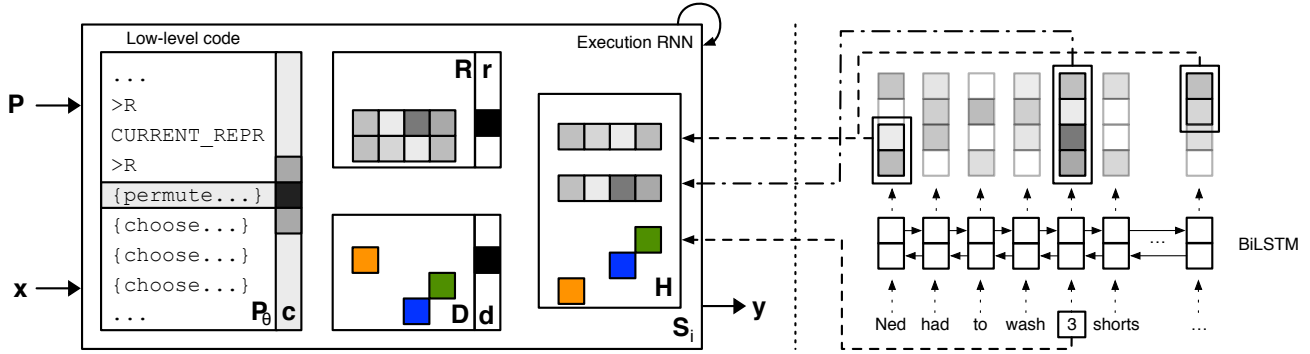 Low-level code
Execution RNN
...
>R
CURRENT_REPR
>R
{permute...}
{choose...}
{choose...}
{choose...}
...
P
x
Pθ
c
R
r
D
d
H
Si
y
...
BiLSTM
Ned had to wash 3 shorts ...